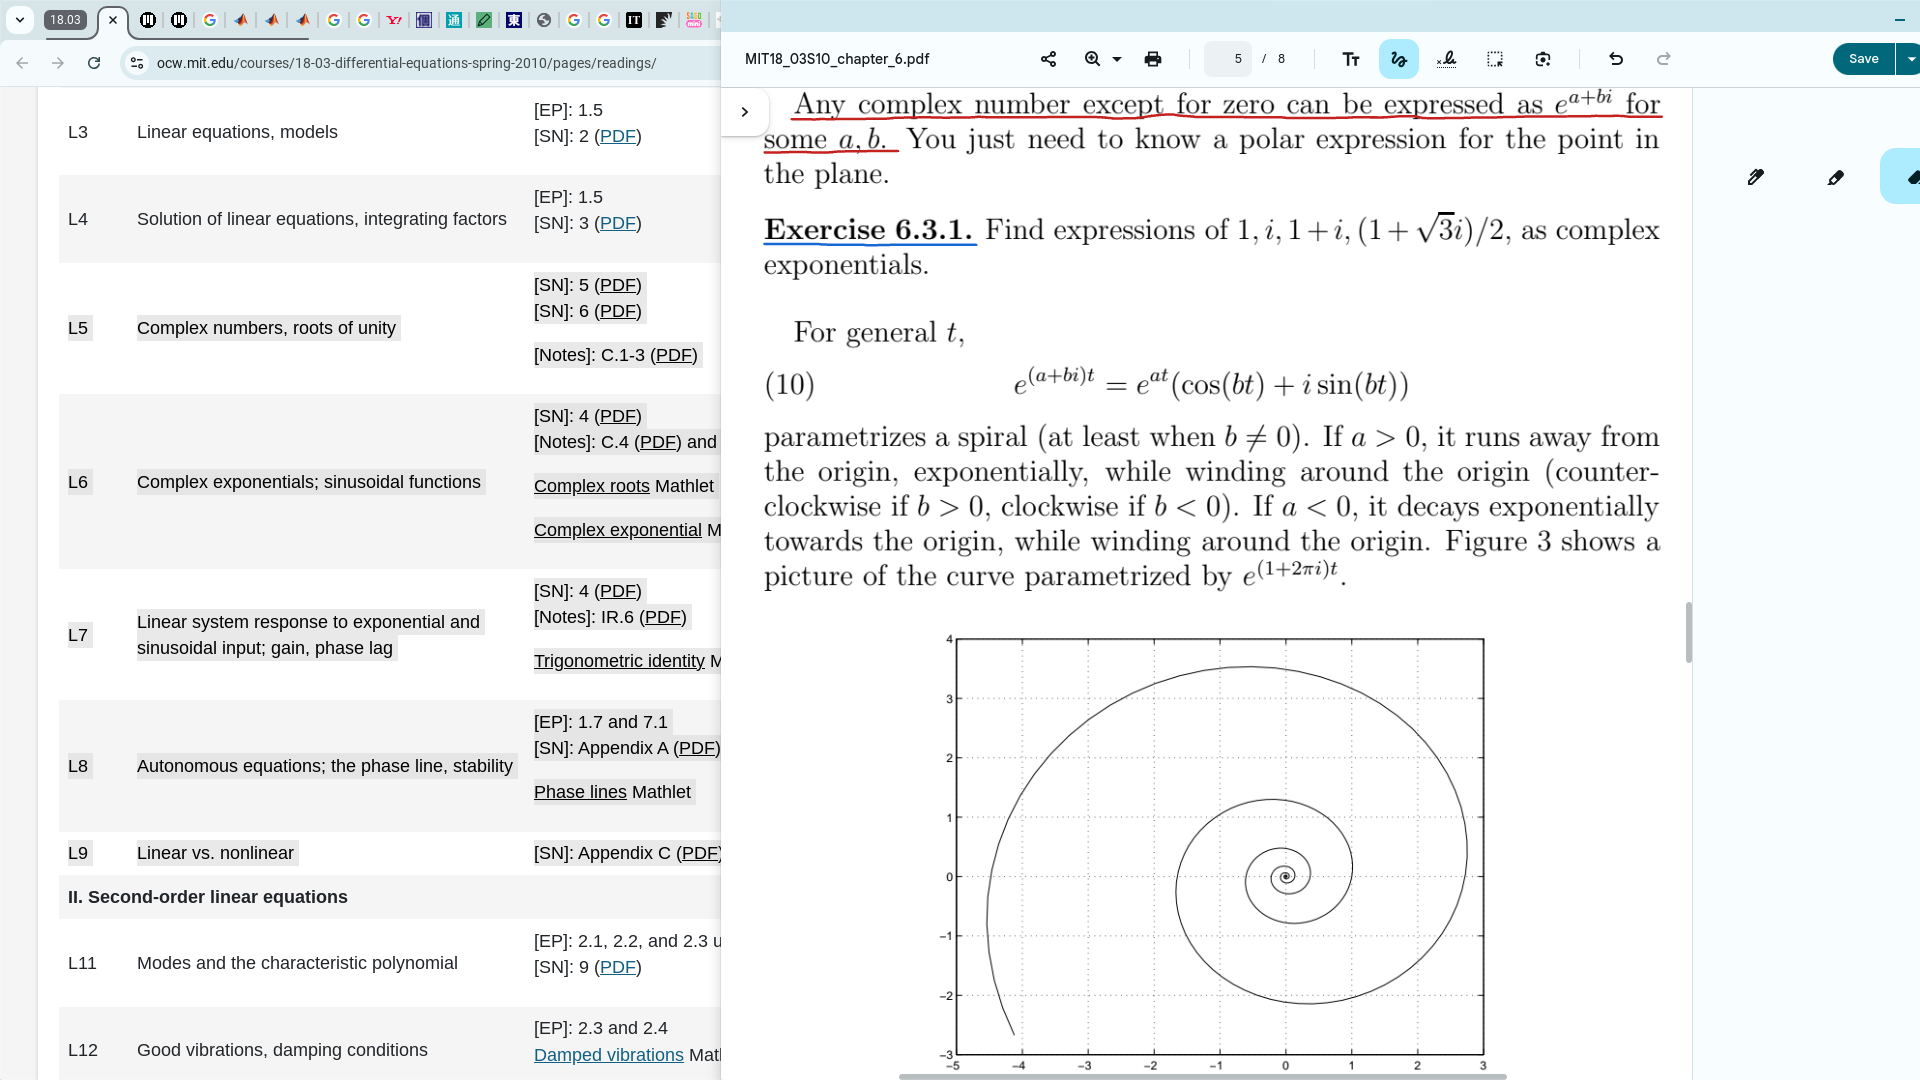 18.03
ocw.mit.edu/courses/18-03-differential-equations-spring-2010/pages/readings/
L3 Linear equations, models [EP]: 1.5
[SN]: 2 (PDF)
L4 Solution of linear equations, integrating factors [EP]: 1.5
[SN]: 3 (PDF)
L5 Complex numbers, roots of unity [SN]: 5 (PDF)
[SN]: 6 (PDF)
[Notes]: C.1-3 (PDF)
L6 Complex exponentials; sinusoidal functions [SN]: 4 (PDF)
[Notes]: C.4 (PDF) and
Complex roots Mathlet
Complex exponential M
L7 Linear system response to exponential and
sinusoidal input; gain, phase lag
[SN]: 4 (PDF)
[Notes]: IR.6 (PDF)
Trigonometric identity M
L8 Autonomous equations; the phase line, stability [EP]: 1.7 and 7.1
[SN]: Appendix A (PDF)
Phase lines Mathlet
L9 Linear vs. nonlinear [SN]: Appendix C (PDF)
II. Second-order linear equations
L11 Modes and the characteristic polynomial [EP]: 2.1, 2.2, and 2.3 u
[SN]: 9 (PDF)
L12 Good vibrations, damping conditions [EP]: 2.3 and 2.4
Damped vibrations Mat
MIT18_03S10_chapter_6.pdf 5 / 8 Save
Any complex number except for zero can be expressed as e^{a+bi} for
some a, b. You just need to know a polar expression for the point in
the plane.
Exercise 6.3.1. Find expressions of 1, i, 1 + i, (1 + √3i)/2, as complex
exponentials.
For general t,
(10) e^{(a+bi)t} = e^{at}(cos(bt) + i sin(bt))
parametrizes a spiral (at least when b ≠ 0). If a > 0, it runs away from
the origin, exponentially, while winding around the origin (counter-
clockwise if b > 0, clockwise if b < 0). If a < 0, it decays exponentially
towards the origin, while winding around the origin. Figure 3 shows a
picture of the curve parametrized by e^{(1+2πi)t}.
4
3
2
1
0
−1
−2
−3
−5 −4 −3 −2 −1 0 1 2 3